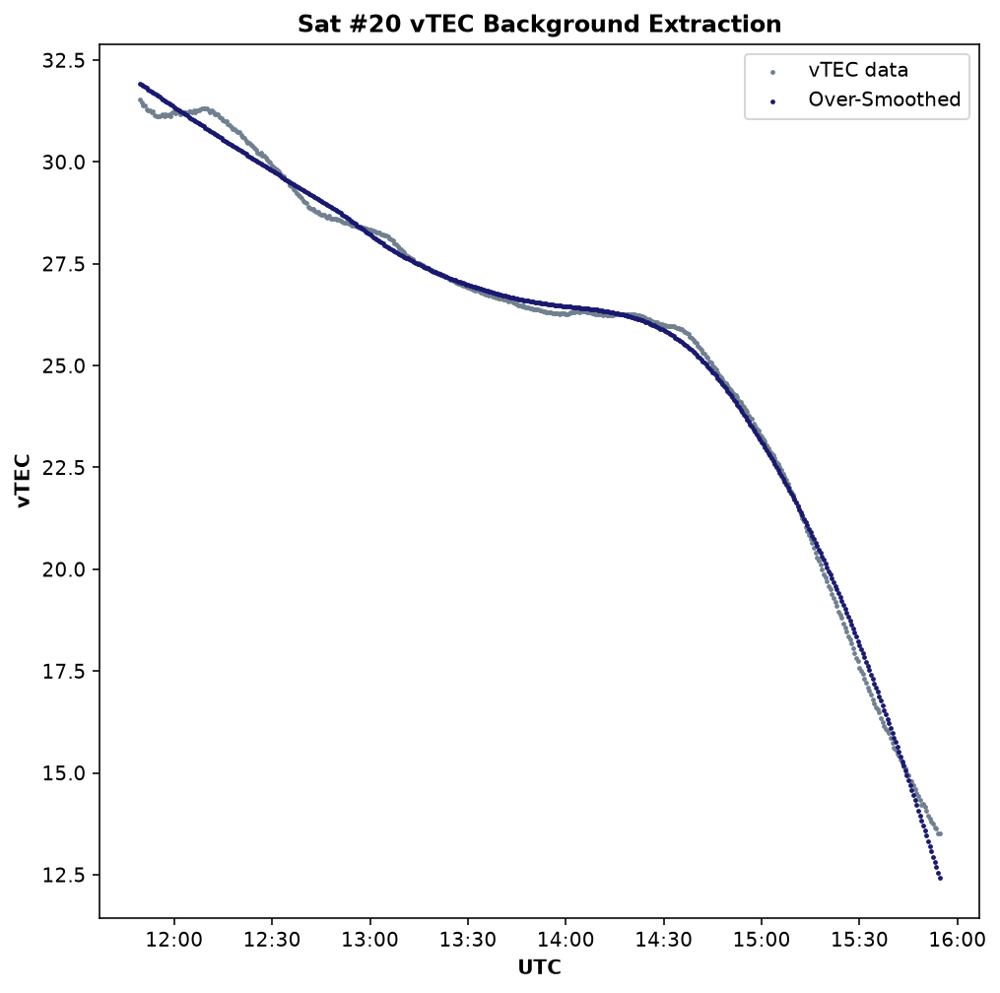 Sat #20 vTEC Background Extraction
vTEC data
Over-Smoothed
vTEC
32.5
30.0
27.5
25.0
22.5
20.0
17.5
15.0
12.5
12:00 12:30 13:00 13:30 14:00 14:30 15:00 15:30 16:00
UTC